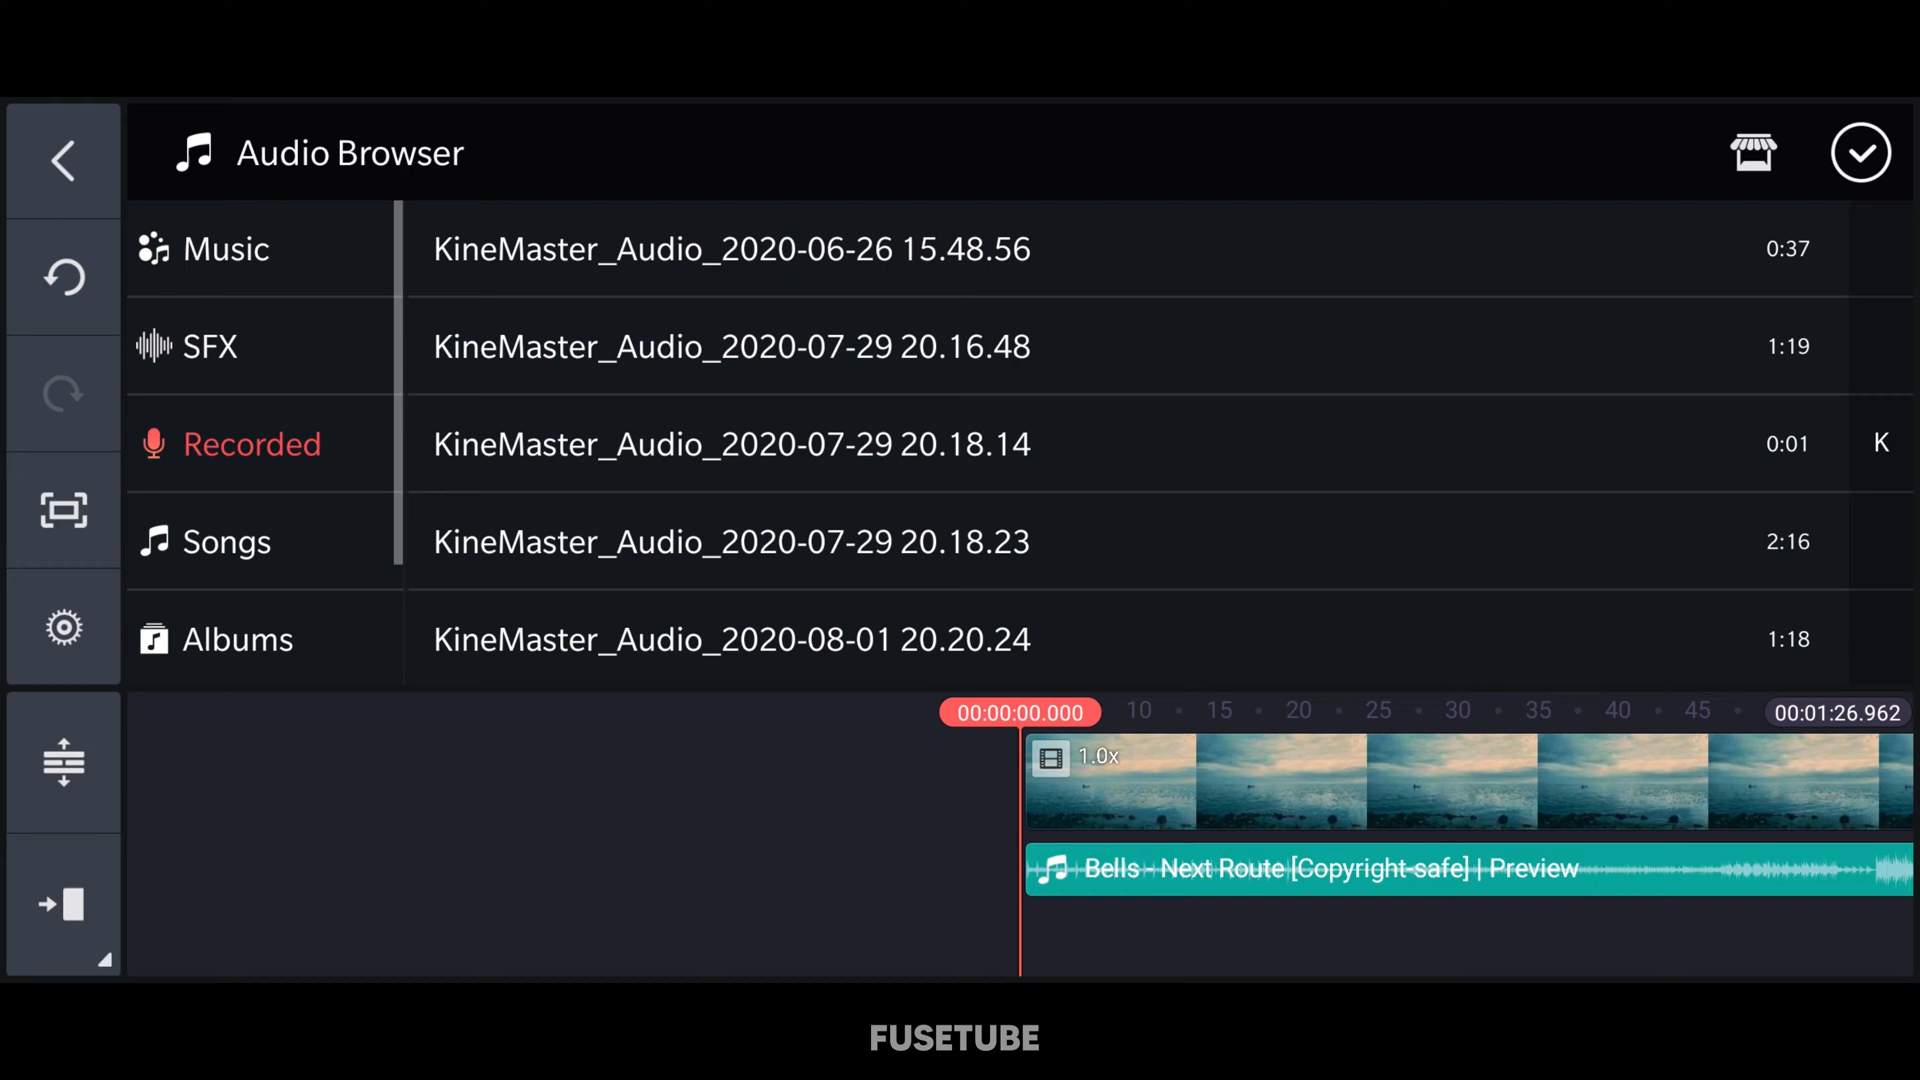 Audio Browser
Music
KineMaster_Audio_2020-06-26 15.48.56
0:37
SFX
KineMaster_Audio_2020-07-29 20.16.48
1:19
Recorded
KineMaster_Audio_2020-07-29 20.18.14
0:01
K
Songs
KineMaster_Audio_2020-07-29 20.18.23
2:16
Albums
KineMaster_Audio_2020-08-01 20.20.24
1:18
00:00:00.000 10 15 20 25 30 35 40 45 00:01:26.962
1.0x
Bells - Next Route [Copyright-safe] | Preview
FUSETUBE